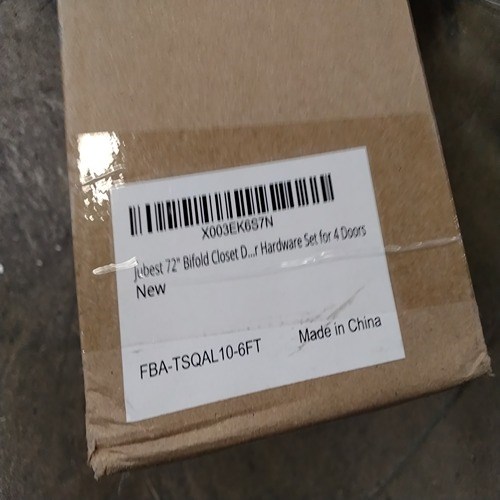 X003EK6S7N
Jubest 72" Bifold Closet D...r Hardware Set for 4 Doors
New
FBA-TSQAL10-6FT
Made in China